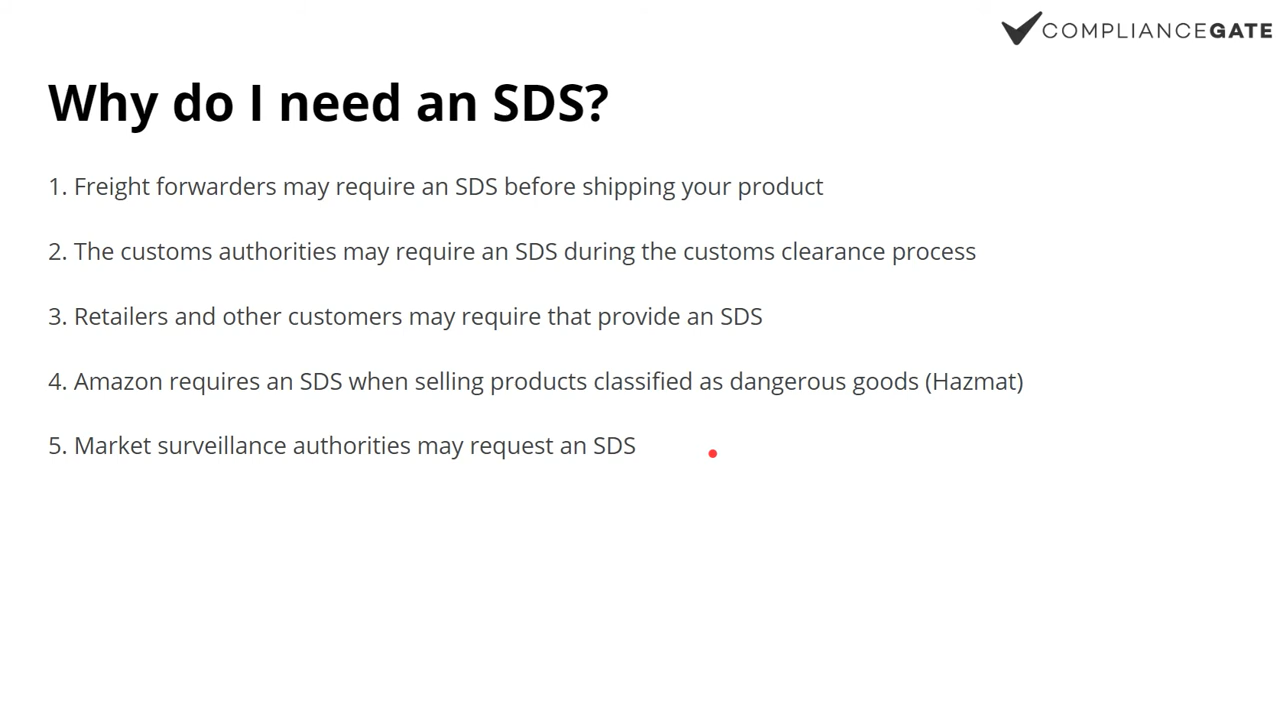 COMPLIANCEGATE
Why do I need an SDS?
1. Freight forwarders may require an SDS before shipping your product
2. The customs authorities may require an SDS during the customs clearance process
3. Retailers and other customers may require that provide an SDS
4. Amazon requires an SDS when selling products classified as dangerous goods (Hazmat)
5. Market surveillance authorities may request an SDS